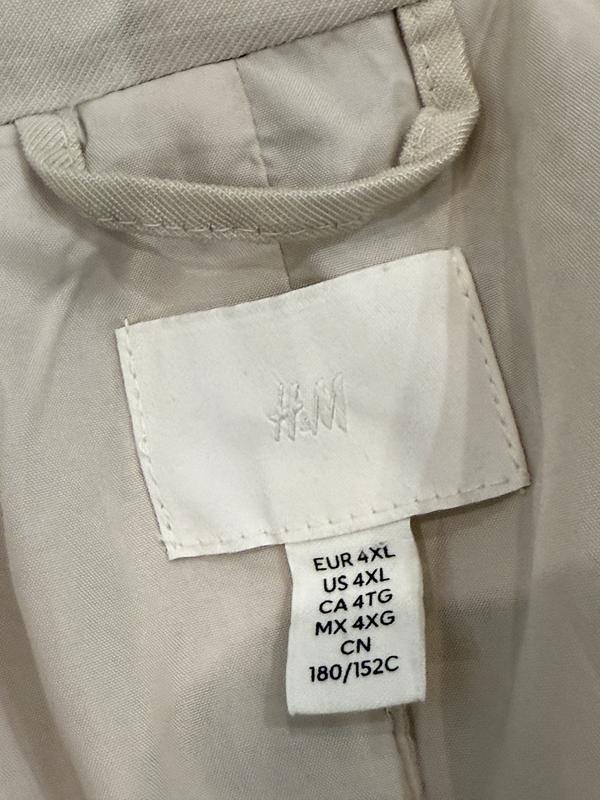 H&M
EUR 4XL
US 4XL
CA 4TG
MX 4XG
CN
180/152C